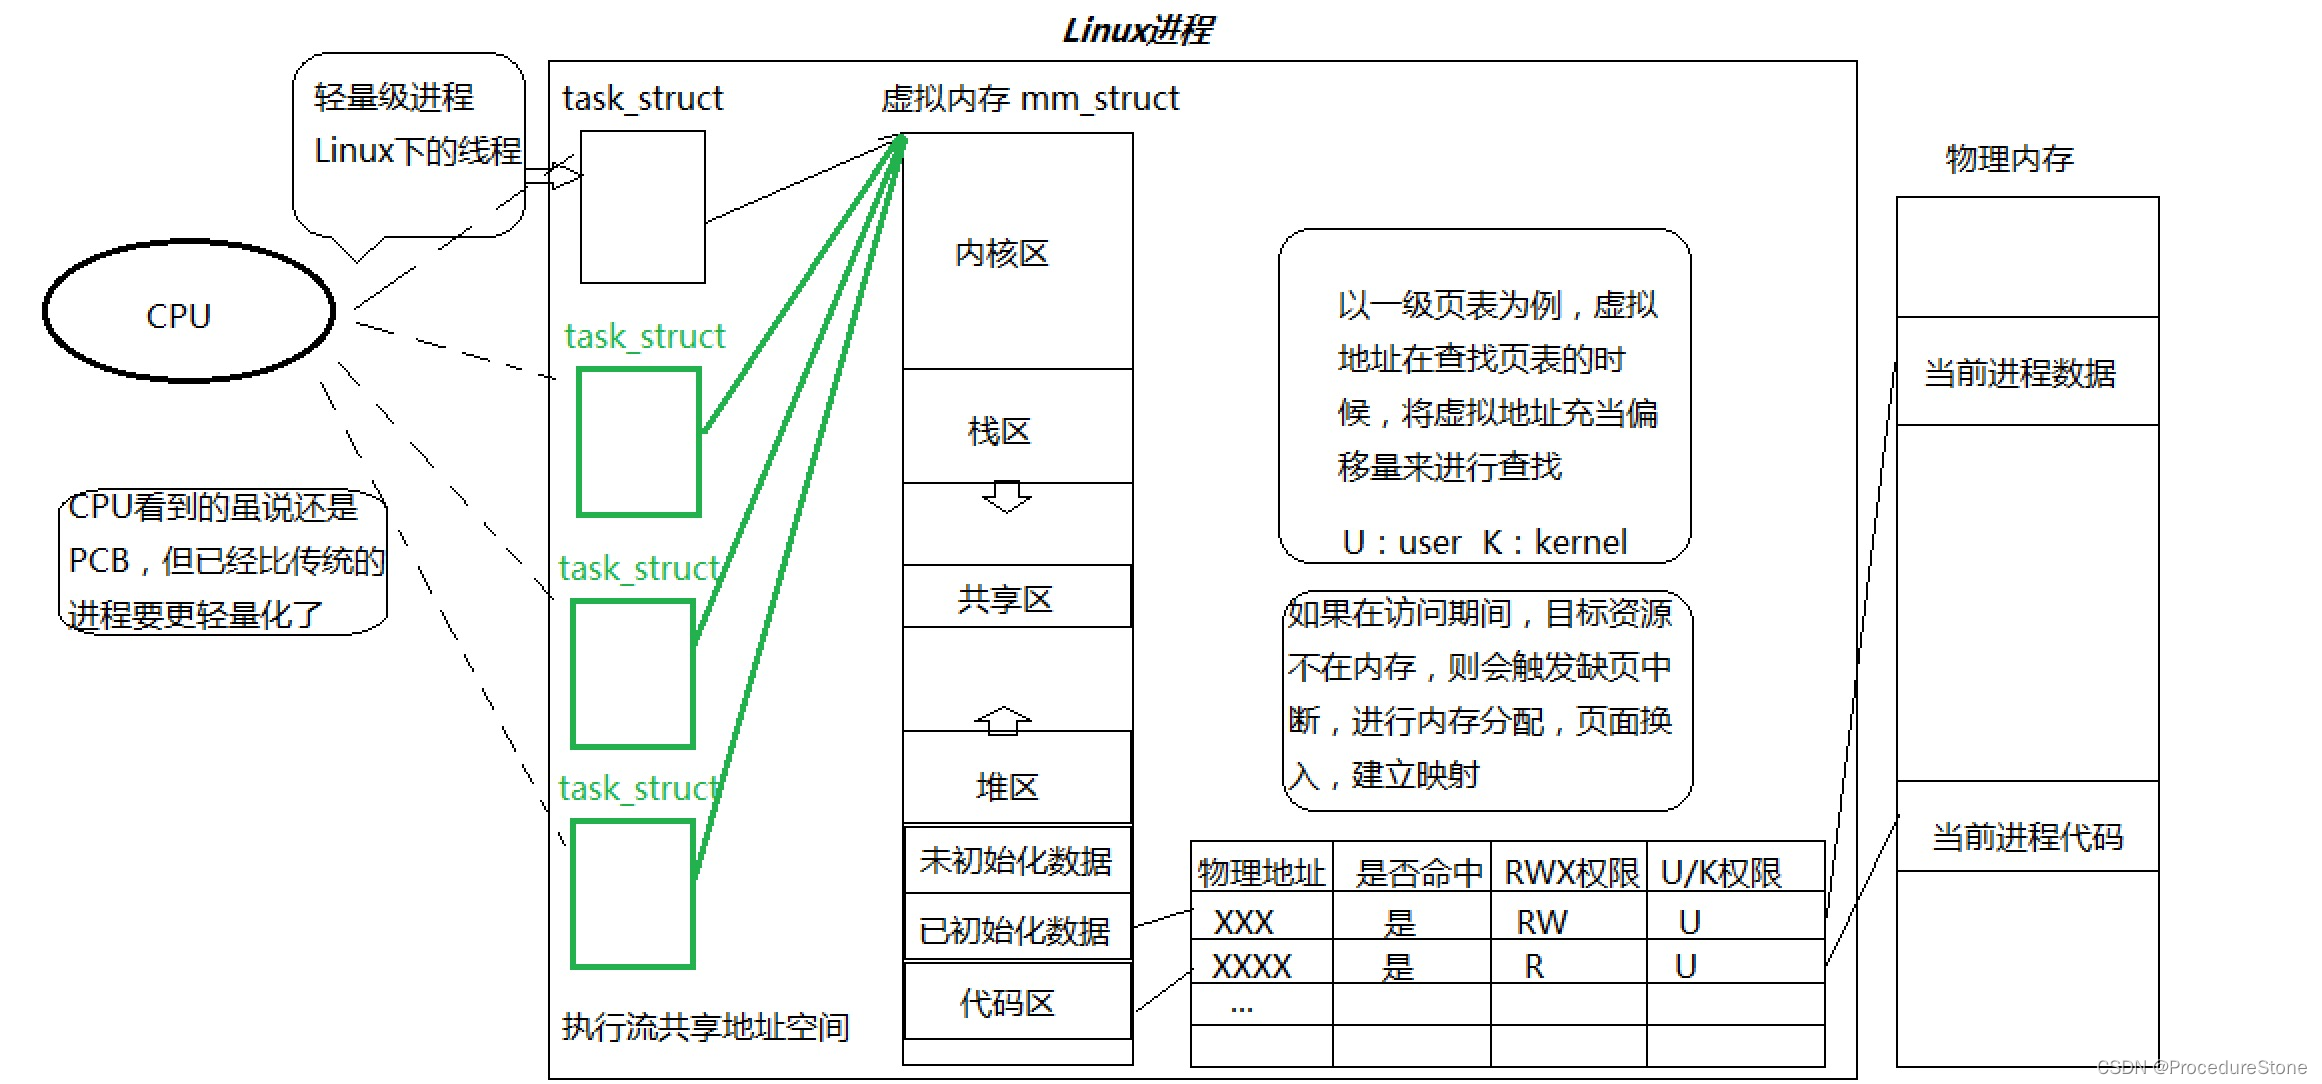 Linux进程
轻量级进程
Linux下的线程
CPU
CPU看到的虽说还是
PCB，但已经比传统的
进程要更轻量化了
task_struct
task_struct
task_struct
task_struct
执行流共享地址空间
虚拟内存 mm_struct
内核区
栈区
共享区
堆区
未初始化数据
已初始化数据
代码区
以一级页表为例，虚拟
地址在查找页表的时
候，将虚拟地址充当偏
移量来进行查找
U：user K：kernel
如果在访问期间，目标资源
不在内存，则会触发缺页中
断，进行内存分配，页面换
入，建立映射
物理地址 是否命中 RWX权限 U/K权限
XXX 是 RW U
XXXX 是 R U
...
物理内存
当前进程数据
当前进程代码
CSDN @ProcedureStone